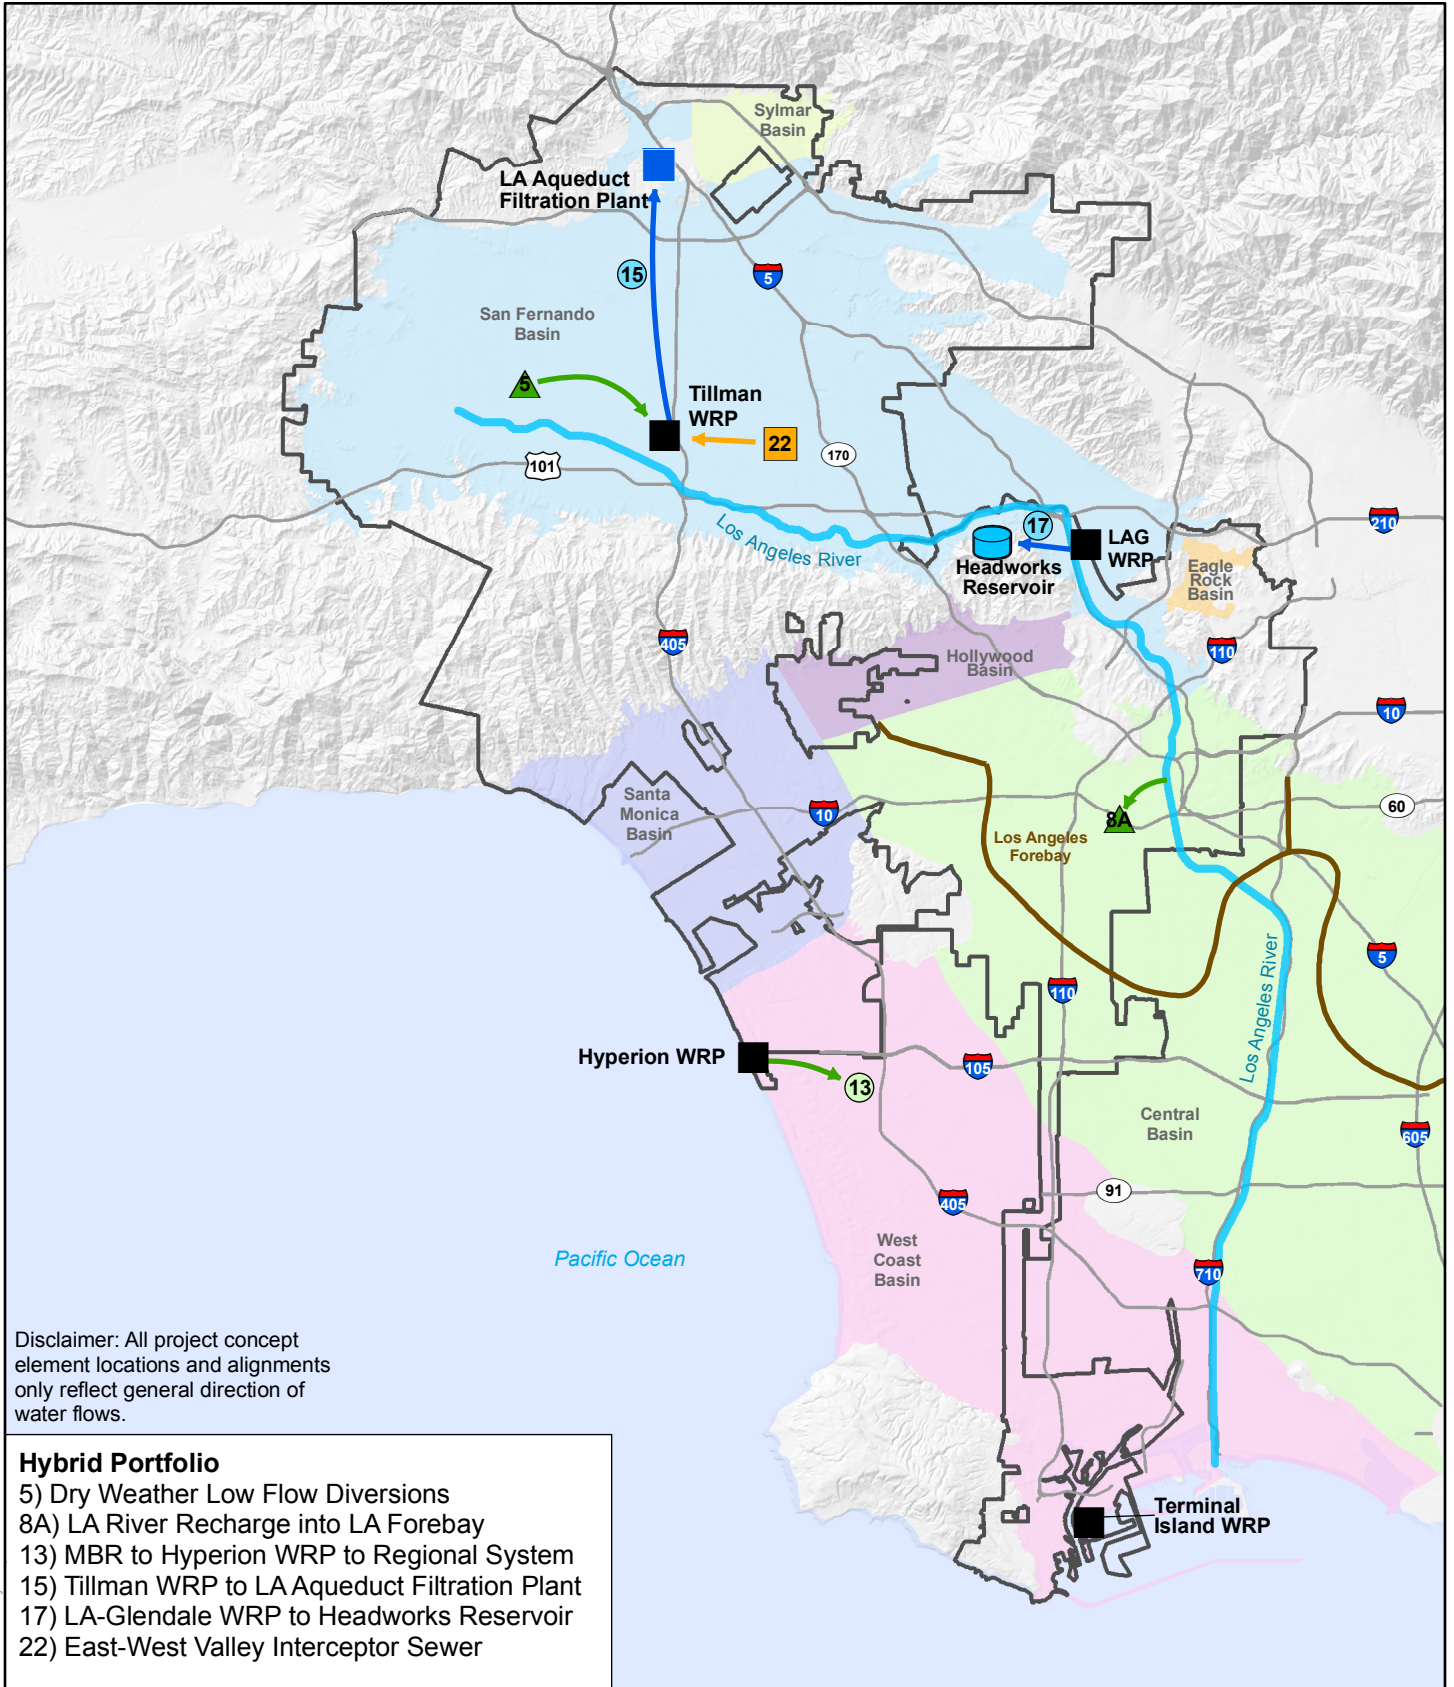 Sylmar
Basin
LA Aqueduct
Filtration Plant
15
5
San Fernando
Basin
5
Tillman
WRP
22
170
101
Los Angeles River
17
Headworks
Reservoir
LAG
WRP
210
Eagle
Rock
Basin
405
110
Hollywood
Basin
10
Santa
Monica
Basin
10
8A
60
Los Angeles
Forebay
5
110
Los Angeles River
Hyperion WRP
13
105
Central
Basin
605
91
405
West
Coast
Basin
Pacific Ocean
710
Disclaimer: All project concept
element locations and alignments
only reflect general direction of
water flows.
Hybrid Portfolio
5) Dry Weather Low Flow Diversions
8A) LA River Recharge into LA Forebay
13) MBR to Hyperion WRP to Regional System
15) Tillman WRP to LA Aqueduct Filtration Plant
17) LA-Glendale WRP to Headworks Reservoir
22) East-West Valley Interceptor Sewer
Terminal
Island WRP